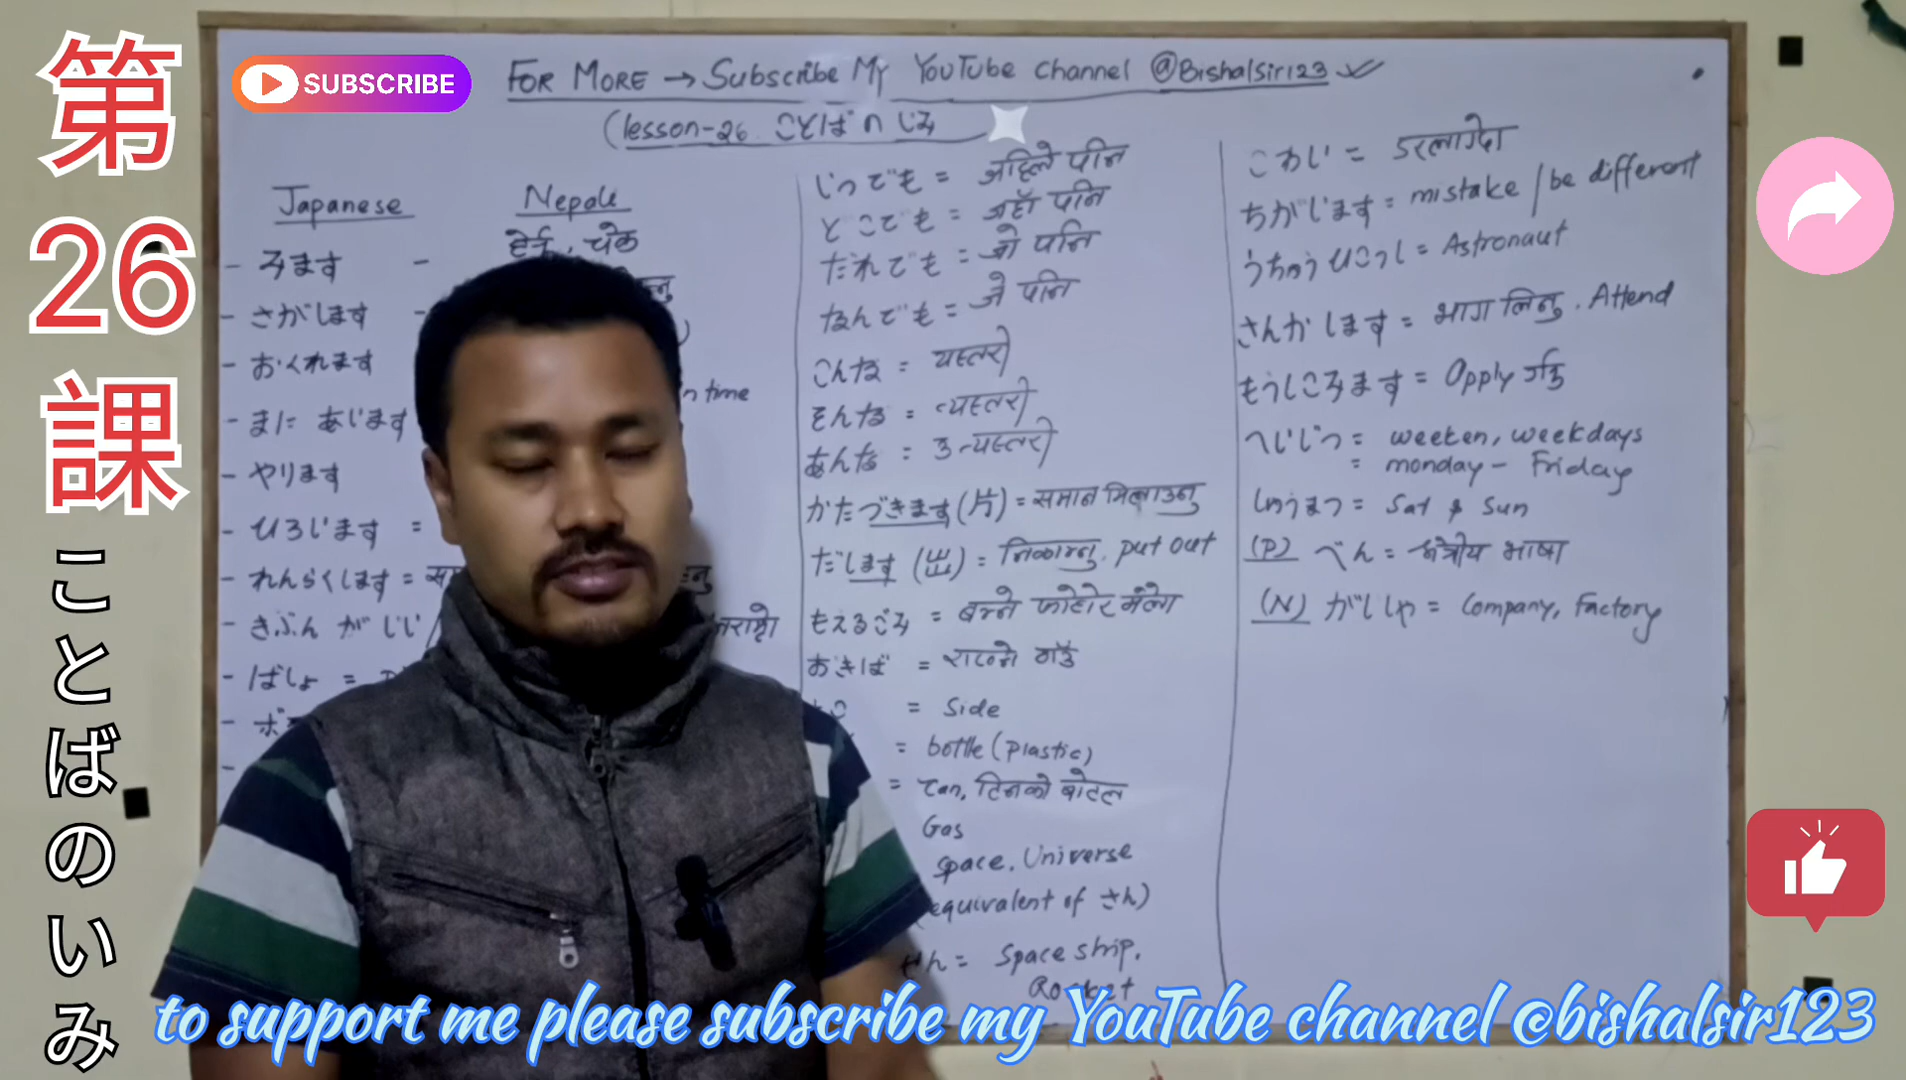 第26課
ことばのいみ
SUBSCRIBE
FOR MORE → Subscribe My YouTube channel @Bishalsir123
(lesson-26. ことば の いみ
Japanese Nepali
- みます - हेर्नु, चेक
- さがします -
- おくれます
n time
- まに あいます
- やります
- ひろいます =
- れんらくします =
- きぶん が いい /
- ばしょ =
いつでも = जहिले पनि
どこでも = जहाँ पनि
だれでも = जो पनि
なんでも = जे पनि
こんな = यस्तो
そんな = त्यस्तो
あんな = उ त्यस्तो
かたづきます (片) = समान मिलाउनु
だします (出) = निकाल्नु, put out
もえるごみ = बल्ने फोहोर मैला
おきば = राख्ने ठाउँ
= Side
= bottle (plastic)
= can, टिनको बोटल
Gas
space, Universe
equivalent of さん)
= Space ship,
Rocket
こわい = डरलाग्दो
ちがいます = mistake / be different
うちゅうひこうし = Astronaut
さんかします = भाग लिनु, Attend
もうしこみます = Apply गर्नु
へいじつ = weeken, weekdays
= monday - Friday
しゅうまつ = Sat & Sun
(P) べん = क्षेत्रीय भाषा
(N) がいしゃ = Company, Factory
to support me please subscribe my YouTube channel @bishalsir123